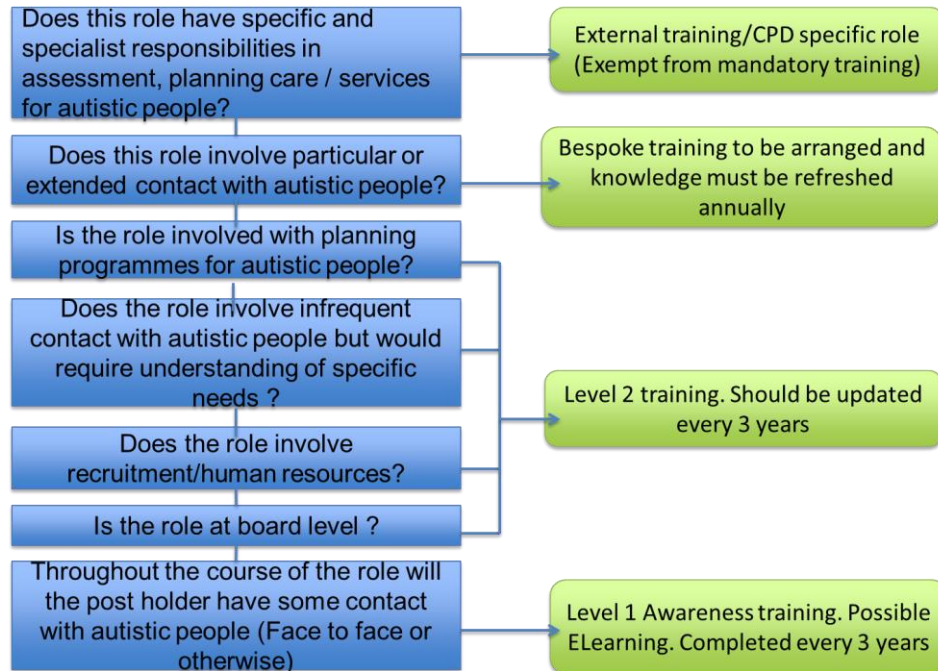 Does this role have specific and
specialist responsibilities in
assessment, planning care / services
for autistic people?
External training/CPD specific role
(Exempt from mandatory training)
Does this role involve particular or
extended contact with autistic people?
Bespoke training to be arranged and
knowledge must be refreshed
annually
Is the role involved with planning
programmes for autistic people?
Does the role involve infrequent
contact with autistic people but would
require understanding of specific
needs ?
Does the role involve
recruitment/human resources?
Is the role at board level ?
Level 2 training. Should be updated
every 3 years
Throughout the course of the role will
the post holder have some contact
with autistic people (Face to face or
otherwise)
Level 1 Awareness training. Possible
ELearning. Completed every 3 years